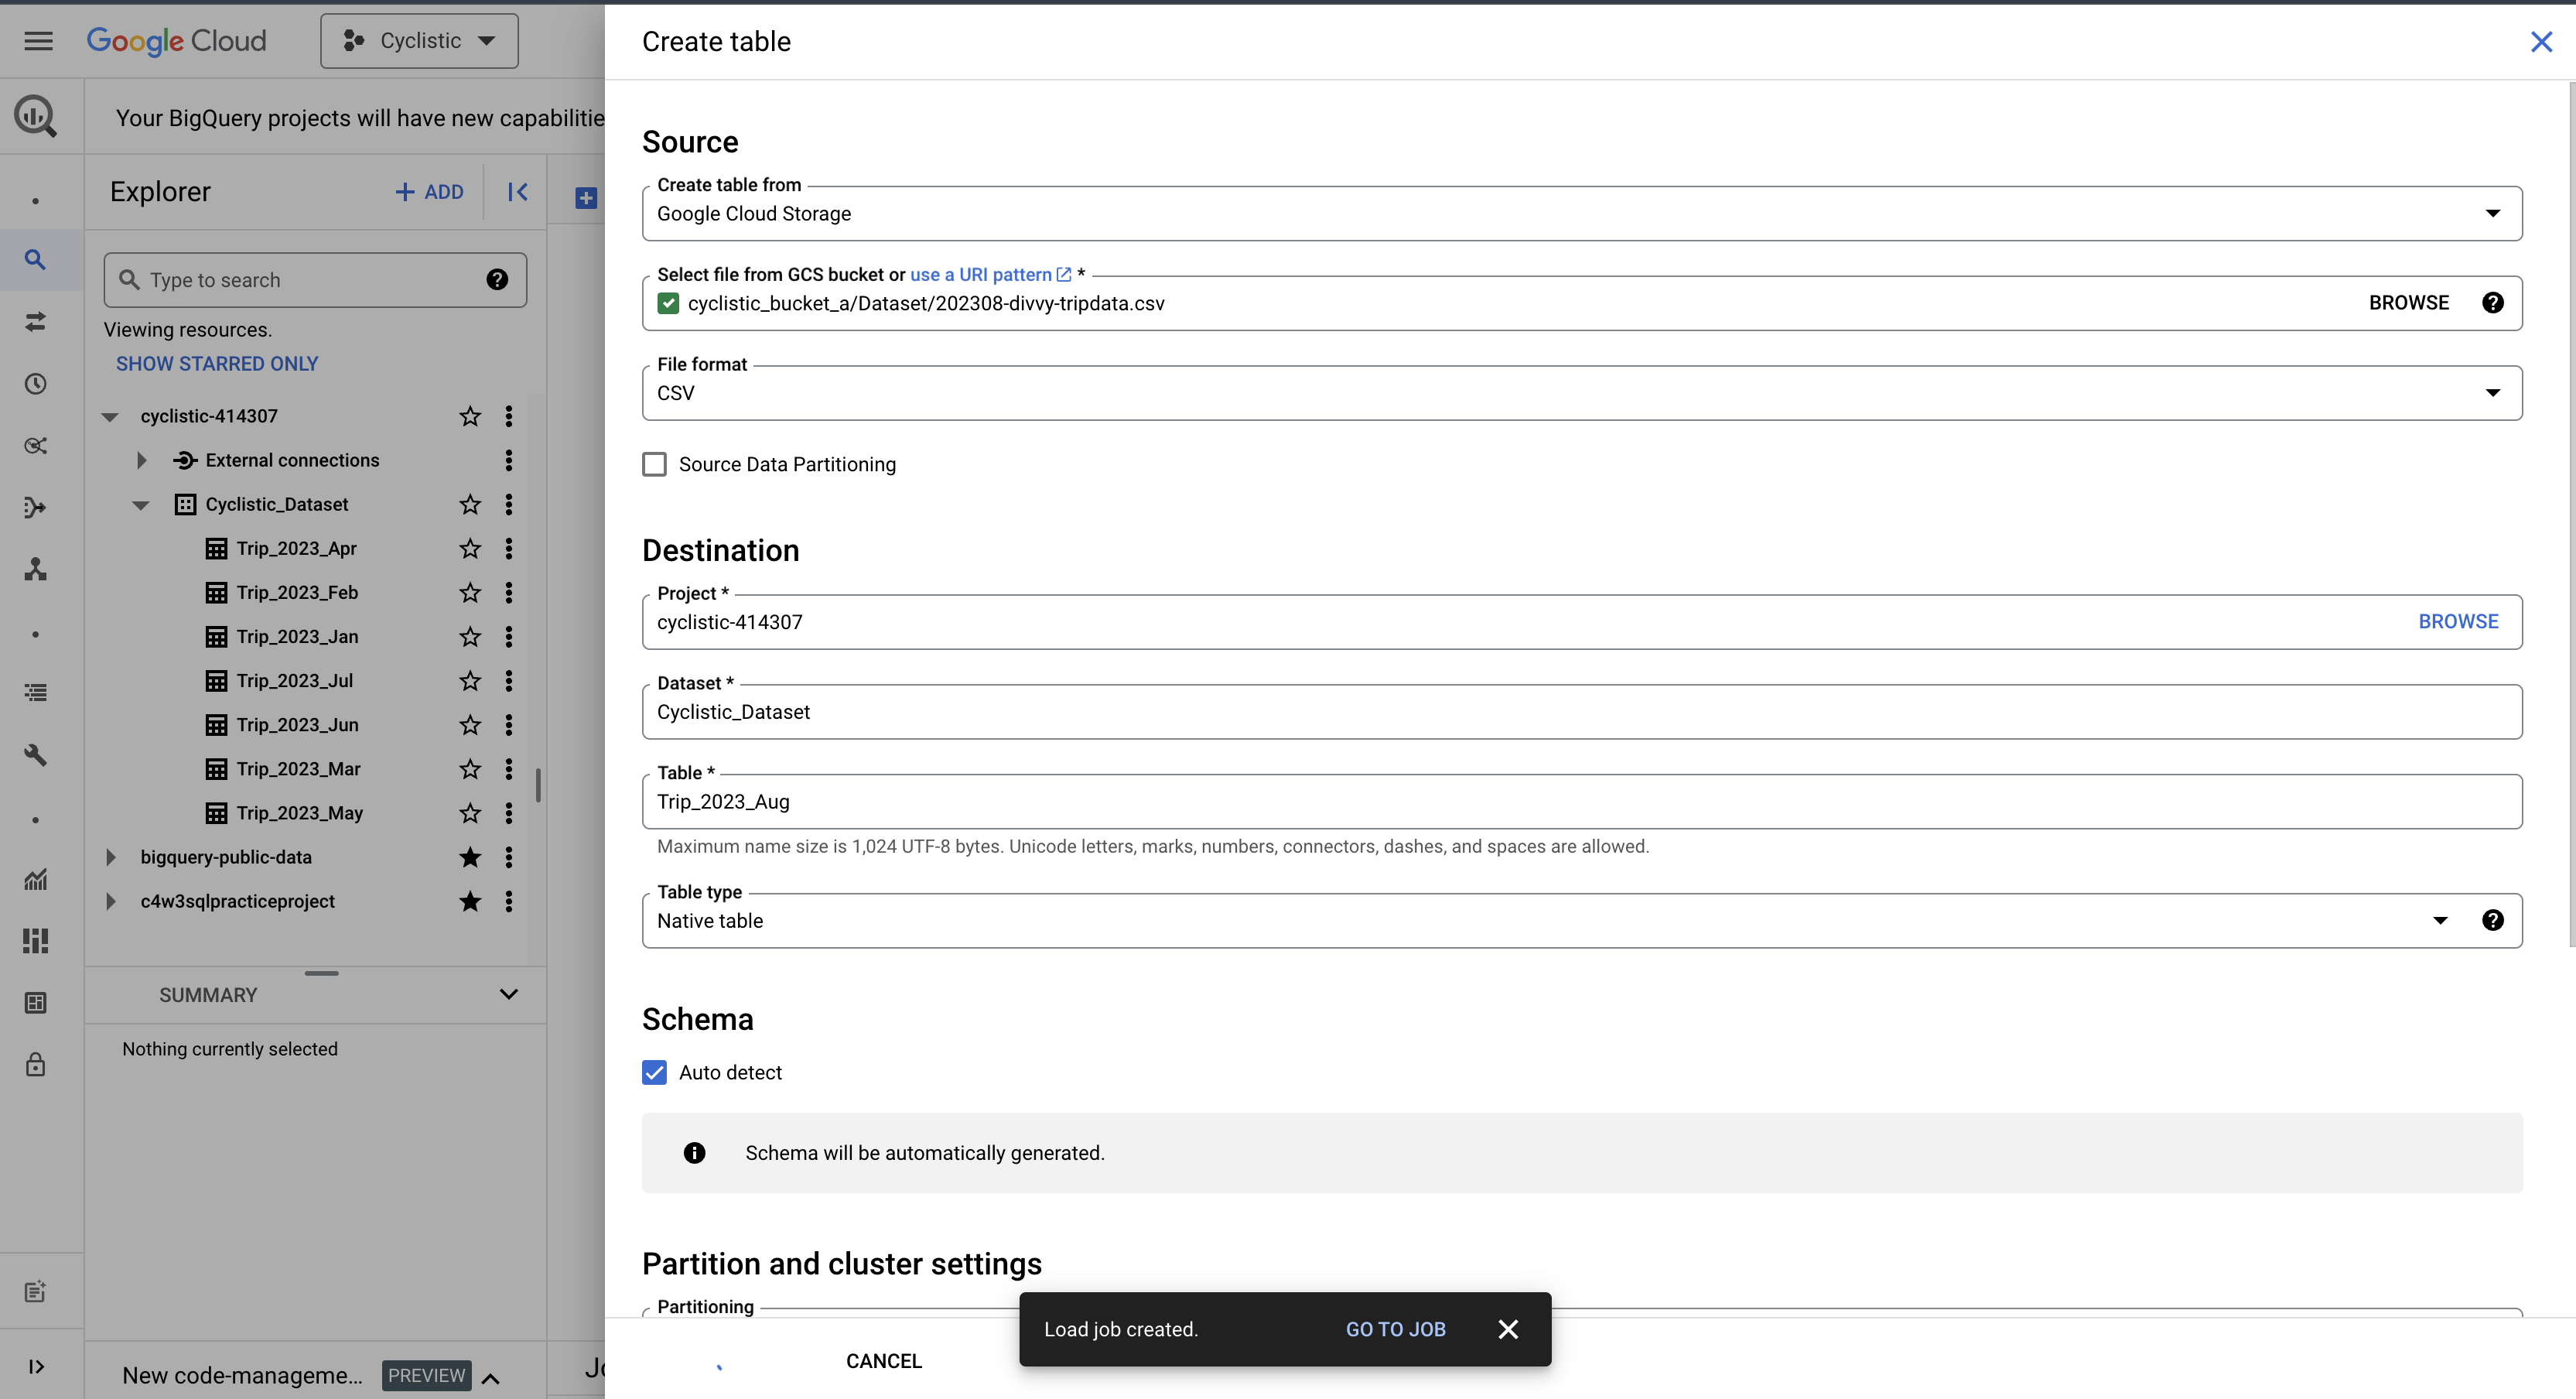 Google Cloud
Cyclistic
Your BigQuery projects will have new capabilitie
Explorer
ADD
Type to search
Viewing resources.
SHOW STARRED ONLY
cyclistic-414307
External connections
Cyclistic_Dataset
Trip_2023_Apr
Trip_2023_Feb
Trip_2023_Jan
Trip_2023_Jul
Trip_2023_Jun
Trip_2023_Mar
Trip_2023_May
bigquery-public-data
c4w3sqlpracticeproject
SUMMARY
Nothing currently selected
New code-manageme... PREVIEW
Create table
Source
Create table from
Google Cloud Storage
Select file from GCS bucket or use a URI pattern *
cyclistic_bucket_a/Dataset/202308-divvy-tripdata.csv BROWSE
File format
CSV
Source Data Partitioning
Destination
Project *
cyclistic-414307 BROWSE
Dataset *
Cyclistic_Dataset
Table *
Trip_2023_Aug
Maximum name size is 1,024 UTF-8 bytes. Unicode letters, marks, numbers, connectors, dashes, and spaces are allowed.
Table type
Native table
Schema
Auto detect
Schema will be automatically generated.
Partition and cluster settings
Partitioning
Load job created. GO TO JOB
CANCEL